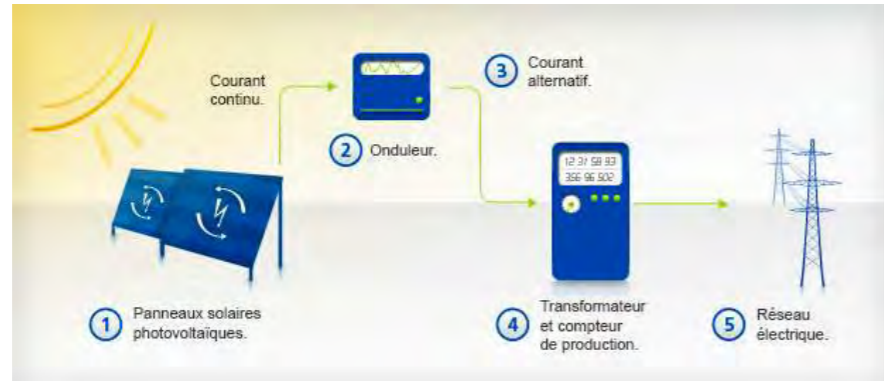 Courant
continu.
2 Onduleur.
3 Courant
alternatif.
12 31 58 93
356 96 502
1 Panneaux solaires
photovoltaïques.
4 Transformateur
et compteur
de production.
5 Réseau
électrique.